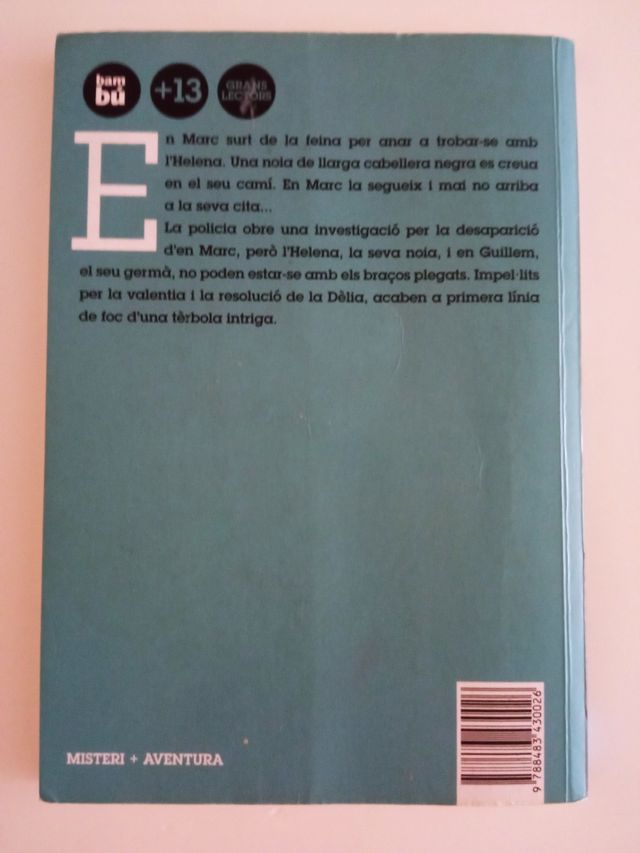 bam
bú
+13
GRANS
LECTORS
En Marc surt de la feina per anar a trobar-se amb
l'Helena. Una noia de llarga cabellera negra es creua
en el seu camí. En Marc la segueix i mai no arriba
a la seva cita...
La policia obre una investigació per la desaparició
d'en Marc, però l'Helena, la seva noia, i en Guillem,
el seu germà, no poden estar-se amb els braços plegats. Impel·lits
per la valentia i la resolució de la Dèlia, acaben a primera línia
de foc d'una tèrbola intriga.
MISTERI + AVENTURA
9 788483 430026